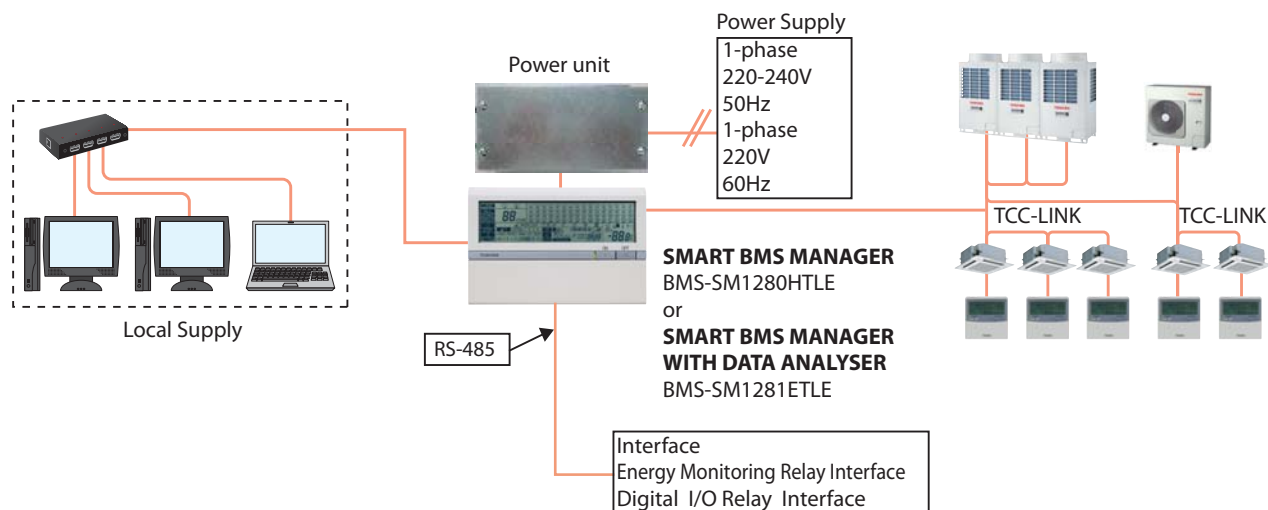 Power Supply
1-phase
220-240V
50Hz
1-phase
220V
60Hz
Power unit
Local Supply
SMART BMS MANAGER
BMS-SM1280HTLE
or
SMART BMS MANAGER
WITH DATA ANALYSER
BMS-SM1281ETLE
TCC-LINK
TCC-LINK
RS-485
Interface
Energy Monitoring Relay Interface
Digital I/O Relay Interface